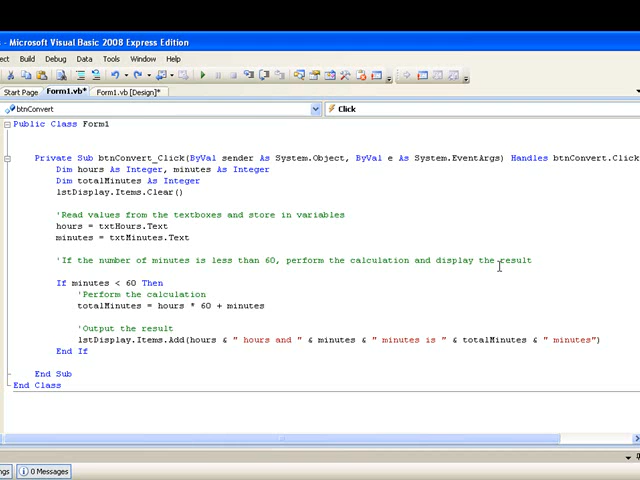 s - Microsoft Visual Basic 2008 Express Edition
ct Build Debug Data Tools Window Help
Start Page Form1.vb* Form1.vb [Design]*
btnConvert Click
Public Class Form1
Private Sub btnConvert_Click(ByVal sender As System.Object, ByVal e As System.EventArgs) Handles btnConvert.Click
Dim hours As Integer, minutes As Integer
Dim totalMinutes As Integer
lstDisplay.Items.Clear()
'Read values from the textboxes and store in variables
hours = txtHours.Text
minutes = txtMinutes.Text
'If the number of minutes is less than 60, perform the calculation and display the result
If minutes < 60 Then
'Perform the calculation
totalMinutes = hours * 60 + minutes
'Output the result
lstDisplay.Items.Add(hours & " hours and " & minutes & " minutes is " & totalMinutes & " minutes")
End If
End Sub
End Class
ngs 0 Messages